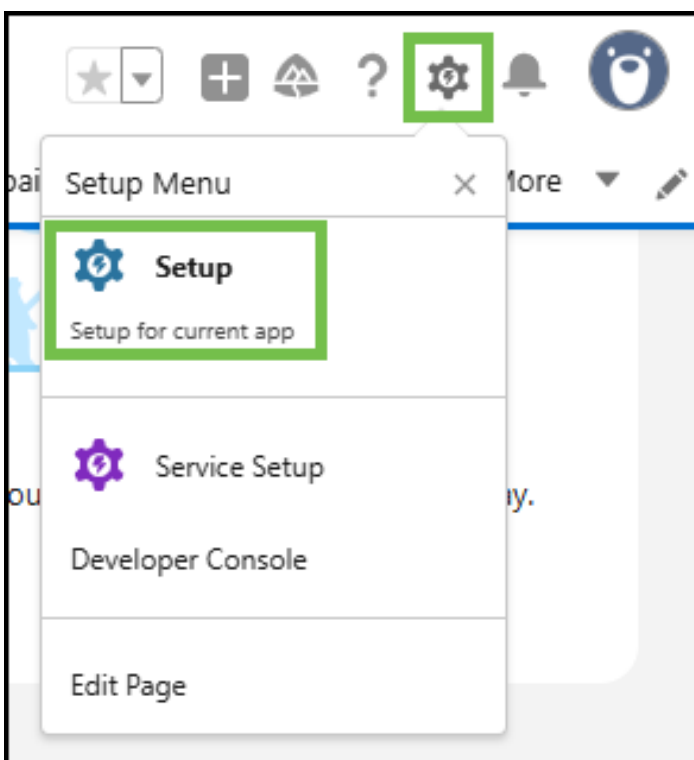 Setup Menu
More
Setup
Setup for current app
Service Setup
Developer Console
Edit Page